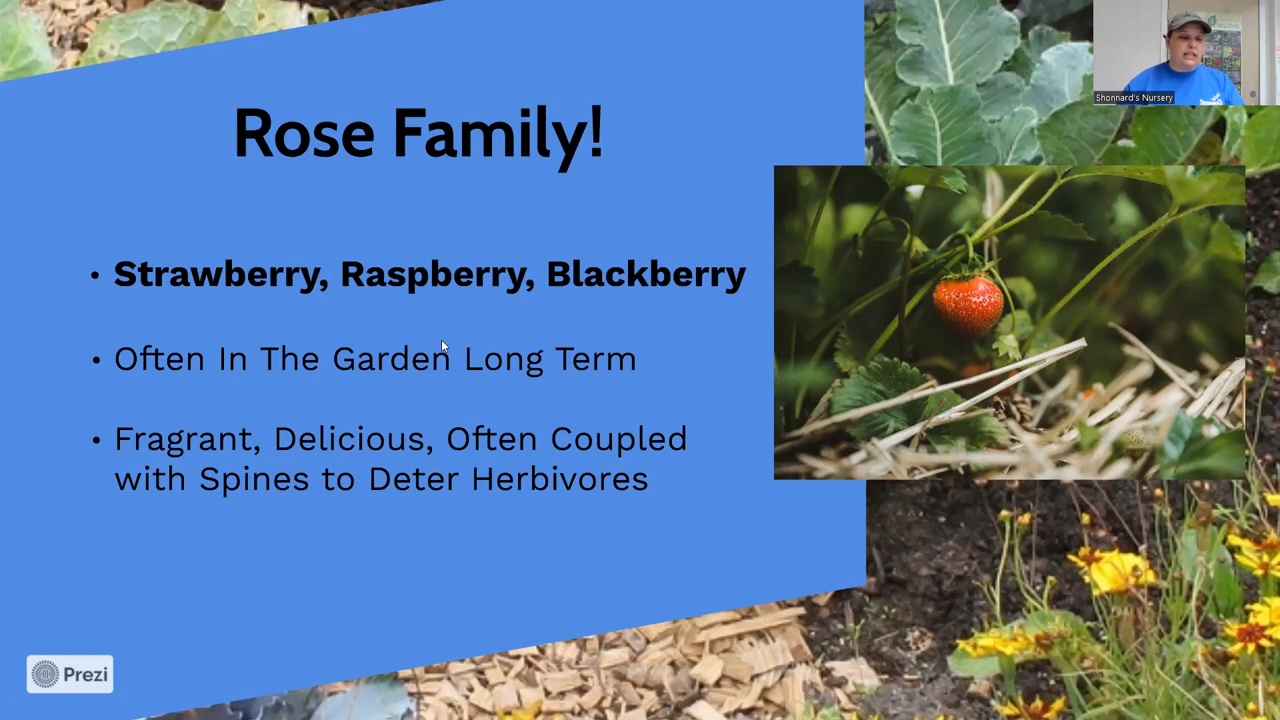 Shonnard's Nursery
Rose Family!
• Strawberry, Raspberry, Blackberry
• Often In The Garden Long Term
• Fragrant, Delicious, Often Coupled
with Spines to Deter Herbivores
Prezi